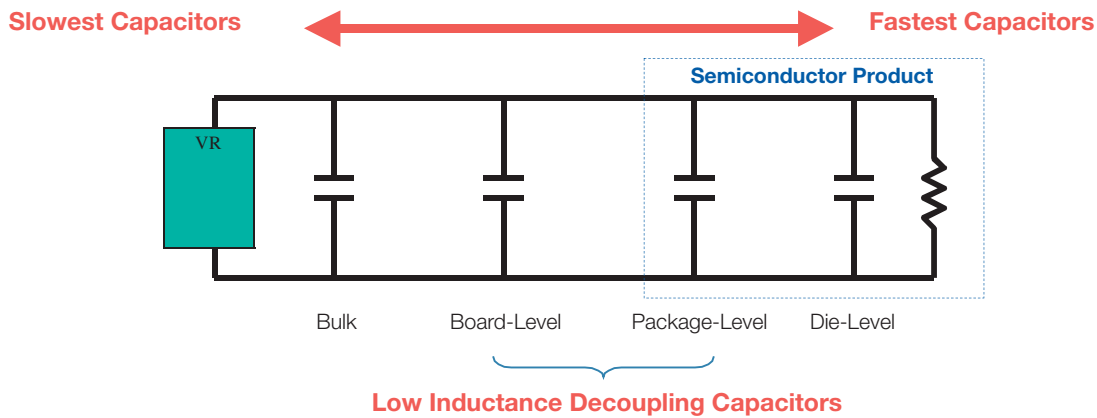 Slowest Capacitors
Fastest Capacitors
Semiconductor Product
VR
Bulk
Board-Level
Package-Level
Die-Level
Low Inductance Decoupling Capacitors